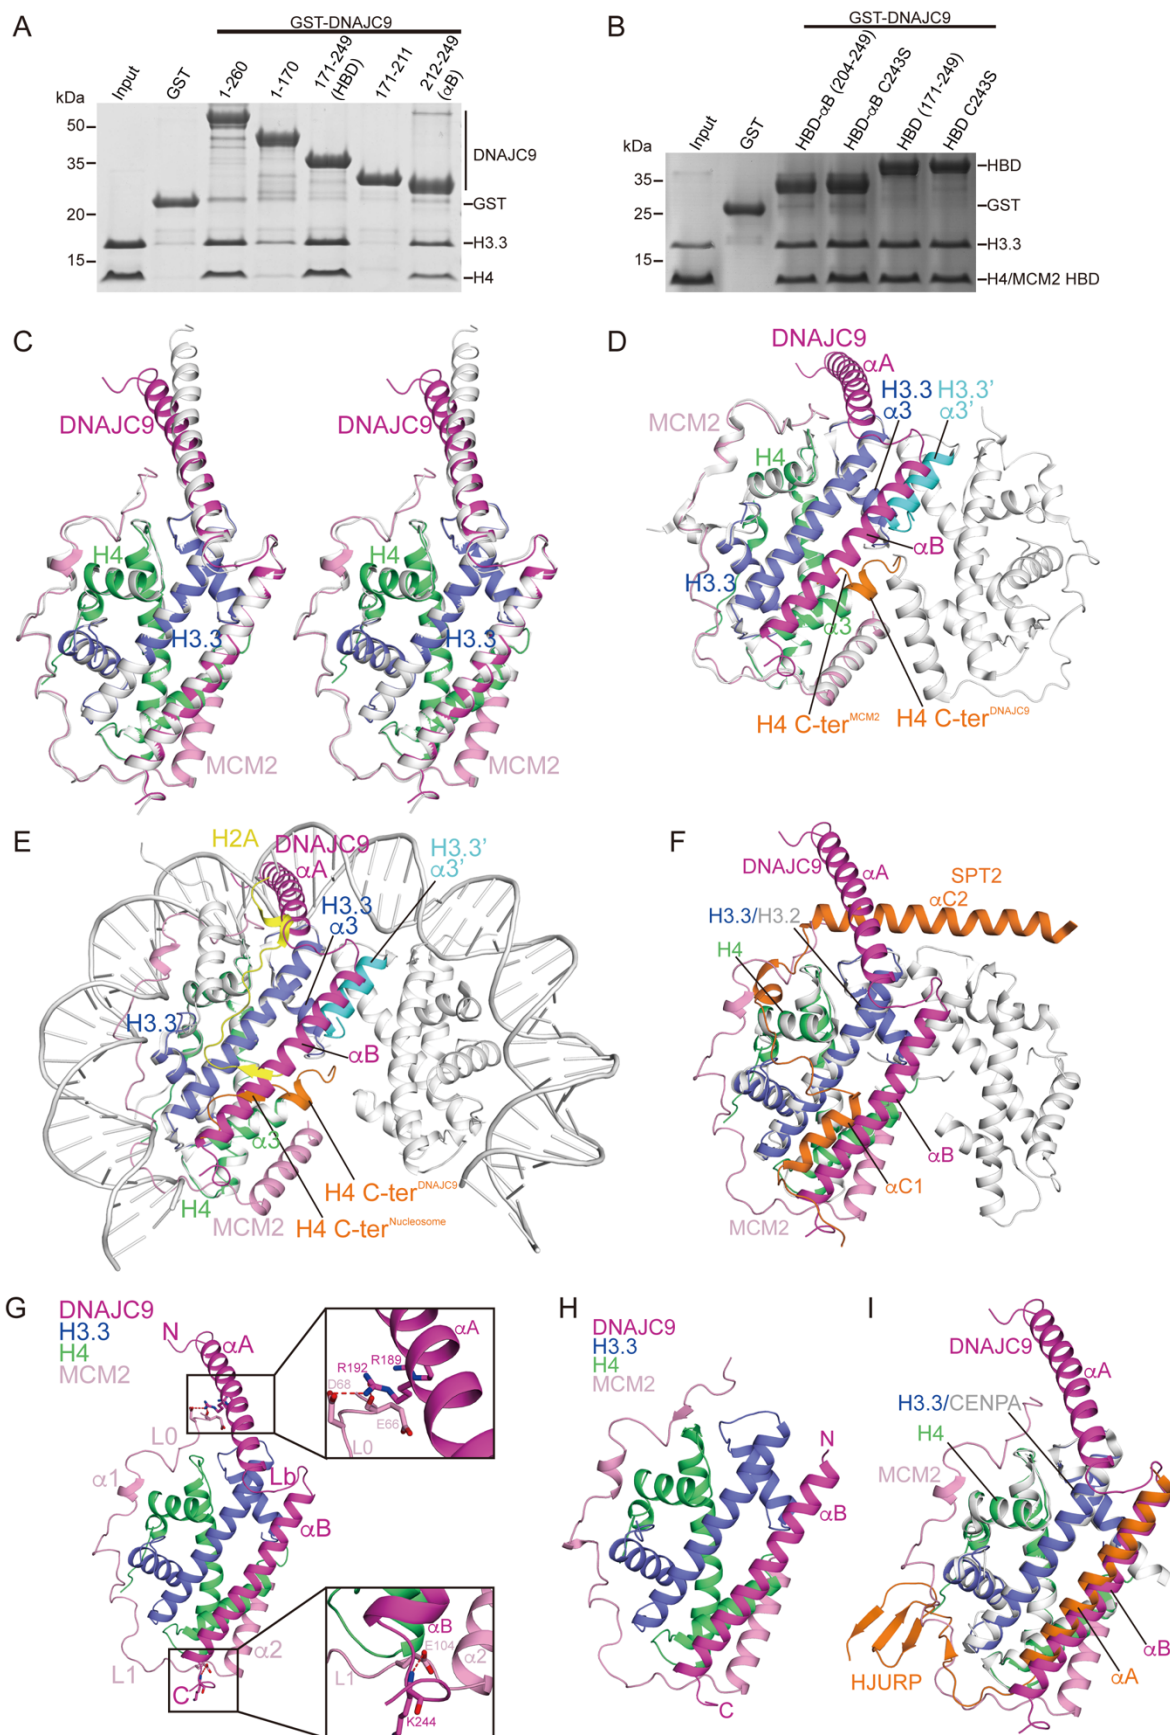 A
GST-DNAJC9
kDa
Input
GST
1-260
1-170
171-249 (HBD)
171-211
212-249 (αB)
50
35
20
15
DNAJC9
GST
H3.3
H4
B
GST-DNAJC9
kDa
Input
GST
HBD-αB (204-249)
HBD-αB C243S
HBD (171-249)
HBD C243S
35
25
15
HBD
GST
H3.3
H4/MCM2 HBD
C
DNAJC9
H4
H3.3
MCM2
DNAJC9
H4
H3.3
MCM2
D
DNAJC9
αA
H3.3
α3
H3.3’
α3’
MCM2
H4
αB
H3.3
α3
H4 C-ter MCM2
H4 C-ter DNAJC9
E
H2A
DNAJC9
αA
H3.3’
α3’
H3.3
α3
H3.3
αB
α3
H4
MCM2
H4 C-ter DNAJC9
H4 C-ter Nucleosome
F
DNAJC9
αA
SPT2
αC2
H3.3/H3.2
H4
αB
αC1
MCM2
G
DNAJC9
H3.3
H4
MCM2
N
αA
L0
α1
Lb
αB
α2
L1
C
αA
R189
R192
D68
E66
L0
αB
E104
L1
α2
K244
H
DNAJC9
H3.3
H4
MCM2
N
αB
C
I
DNAJC9
αA
H3.3/CENPA
H4
MCM2
HJURP
αB
αA